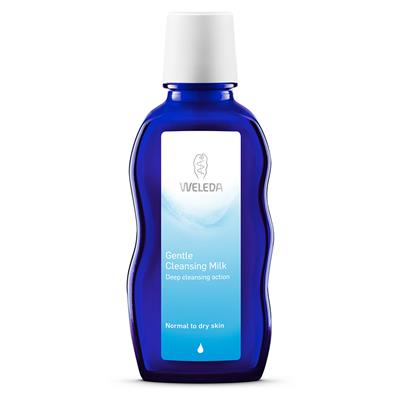 WELEDA
Gentle
Cleansing Milk
Deep cleansing action
Normal to dry skin